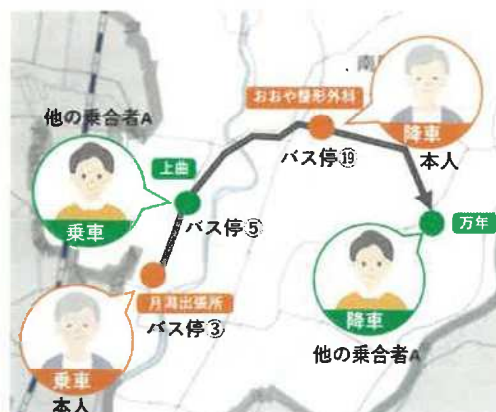 南
おおや整形外科
降車
本人
バス停⑲
他の乗合者A
上曲
乗車
バス停⑤
万年
月潟出張所
バス停③
降車
他の乗合者A
乗車
本人